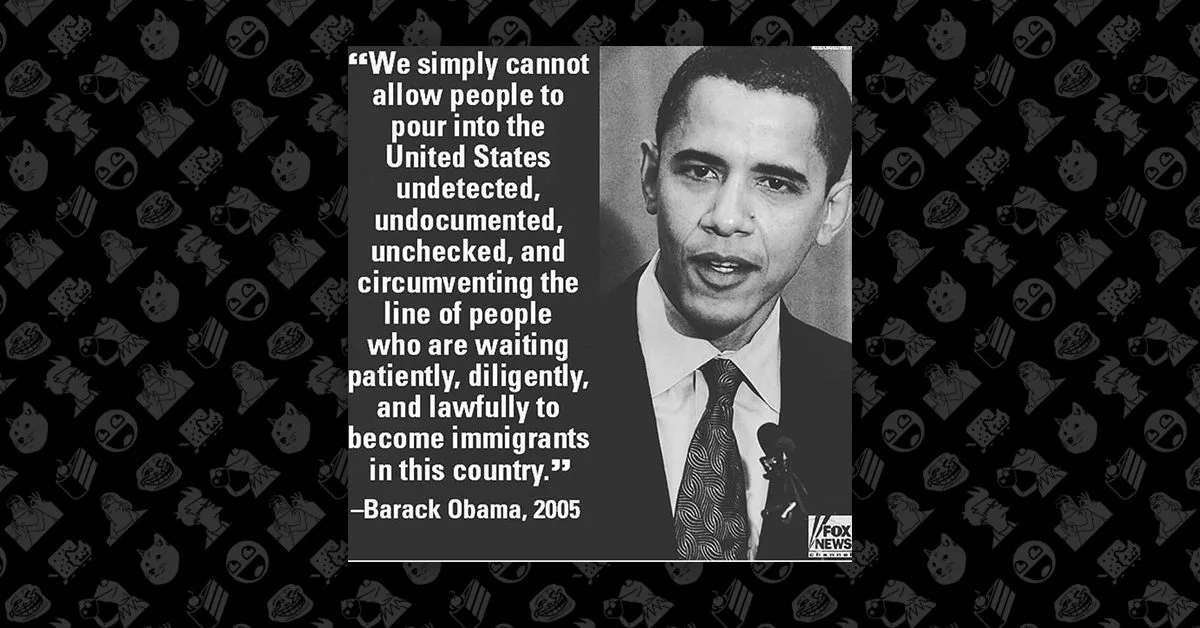 “We simply cannot
allow people to
pour into the
United States
undetected,
undocumented,
unchecked, and
circumventing the
line of people
who are waiting
patiently, diligently,
and lawfully to
become immigrants
in this country.”
–Barack Obama, 2005
FOX
NEWS
channel